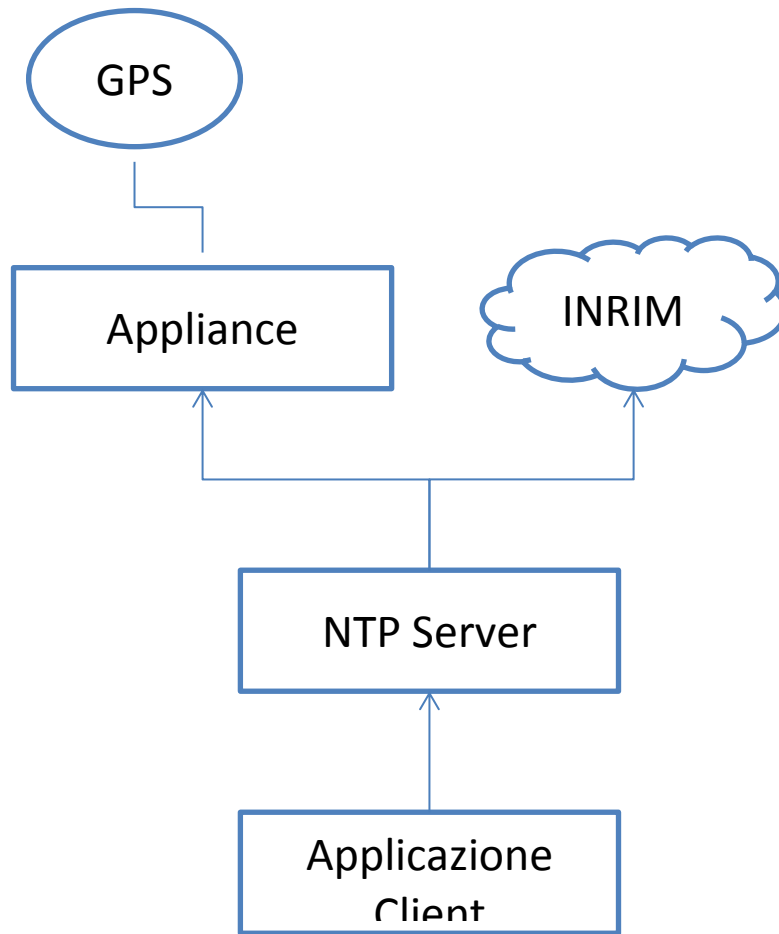 GPS
Appliance
INRIM
NTP Server
Applicazione
Client